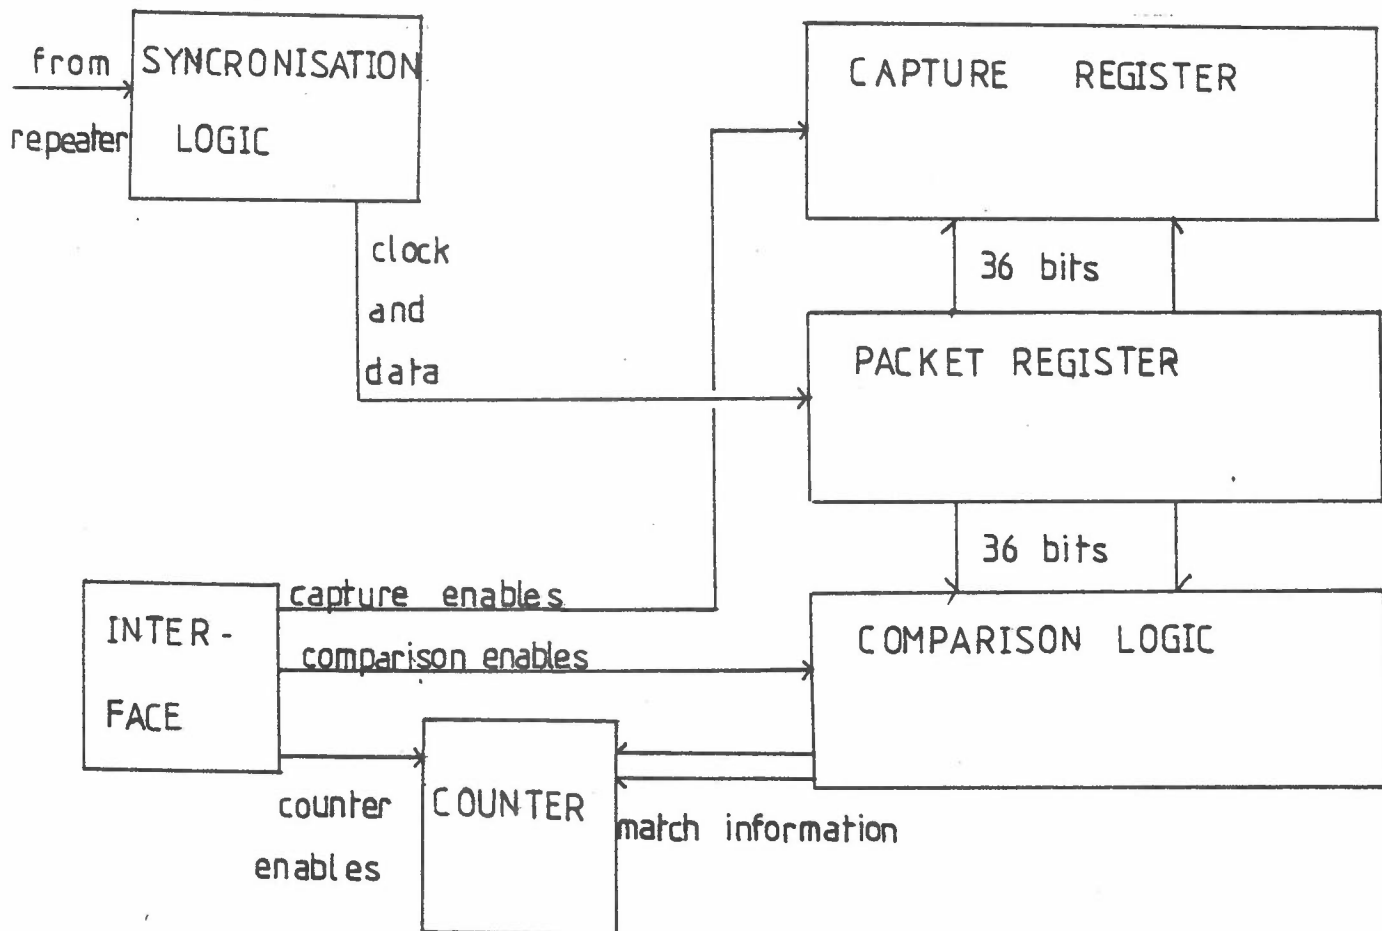 from
repeater
SYNCRONISATION
LOGIC
clock
and
data
CAPTURE REGISTER
36 bits
PACKET REGISTER
36 bits
COMPARISON LOGIC
INTER-
FACE
capture enables
comparison enables
counter
enables
COUNTER
match information